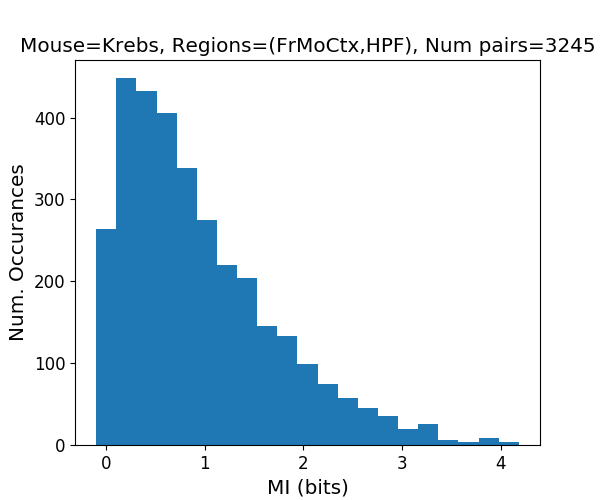 Mouse=Krebs, Regions=(FrMoCtx,HPF), Num pairs=3245
Num. Occurances
400
300
200
100
0
0 1 2 3 4
MI (bits)